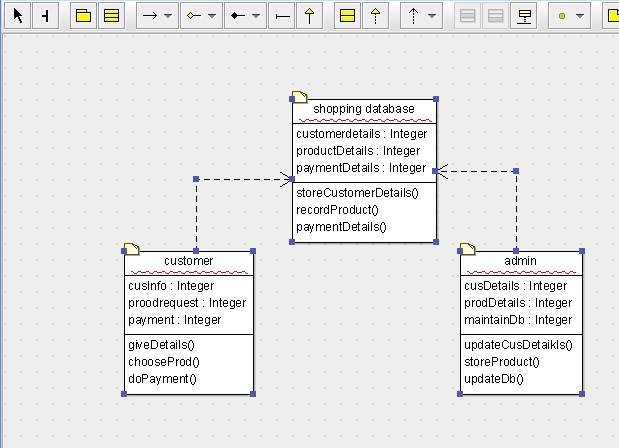 shopping database
customerdetails : Integer
productDetails : Integer
paymentDetails : Integer
storeCustomerDetails()
recordProduct()
paymentDetails()
customer
cusInfo : Integer
proodrequest : Integer
payment : Integer
giveDetails()
chooseProd()
doPayment()
admin
cusDetails : Integer
prodDetails : Integer
maintainDb : Integer
updateCusDetaikls()
storeProduct()
updateDb()